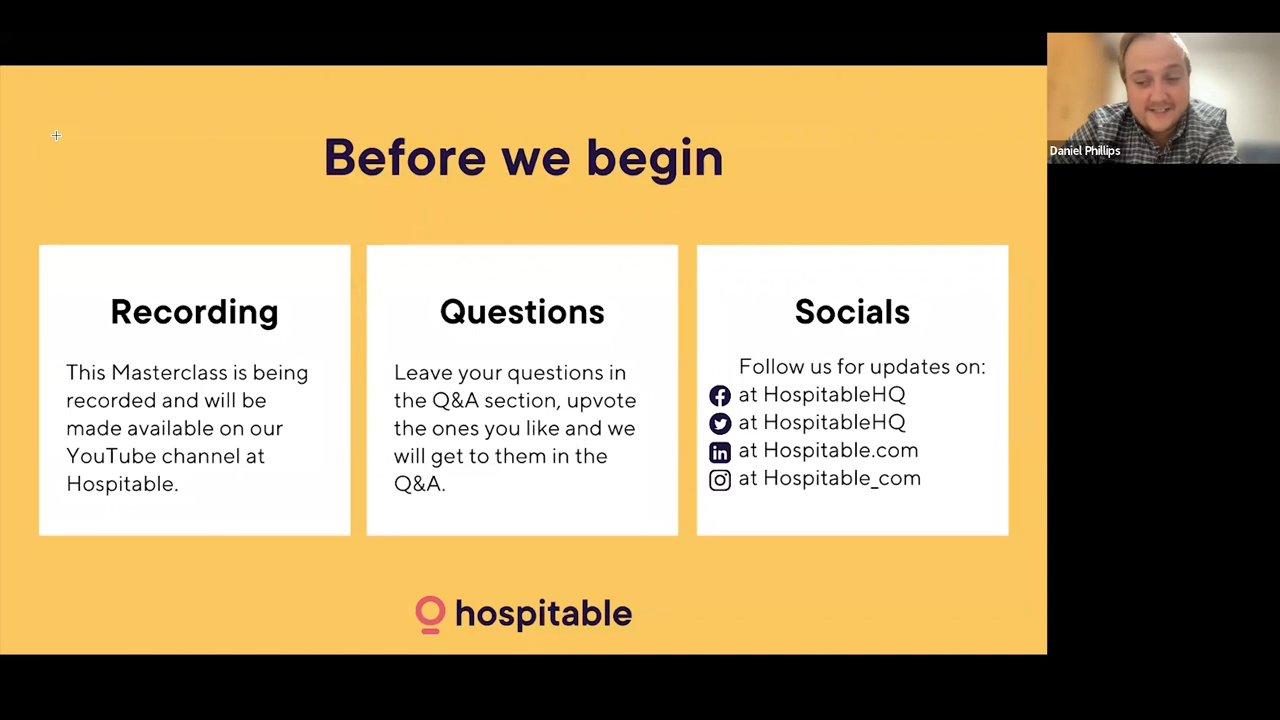 Before we begin
Recording
This Masterclass is being
recorded and will be
made available on our
YouTube channel at
Hospitable.
Questions
Leave your questions in
the Q&A section, upvote
the ones you like and we
will get to them in the
Q&A.
Socials
Follow us for updates on:
at HospitableHQ
at HospitableHQ
at Hospitable.com
at Hospitable_com
hospitable
Daniel Phillips